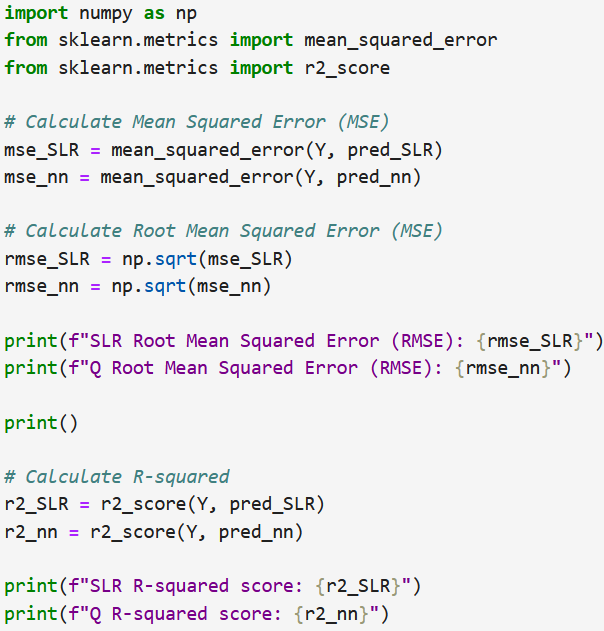 import numpy as np
from sklearn.metrics import mean_squared_error
from sklearn.metrics import r2_score
# Calculate Mean Squared Error (MSE)
mse_SLR = mean_squared_error(Y, pred_SLR)
mse_nn = mean_squared_error(Y, pred_nn)
# Calculate Root Mean Squared Error (MSE)
rmse_SLR = np.sqrt(mse_SLR)
rmse_nn = np.sqrt(mse_nn)
print(f"SLR Root Mean Squared Error (RMSE): {rmse_SLR}")
print(f"Q Root Mean Squared Error (RMSE): {rmse_nn}")
print()
# Calculate R-squared
r2_SLR = r2_score(Y, pred_SLR)
r2_nn = r2_score(Y, pred_nn)
print(f"SLR R-squared score: {r2_SLR}")
print(f"Q R-squared score: {r2_nn}")